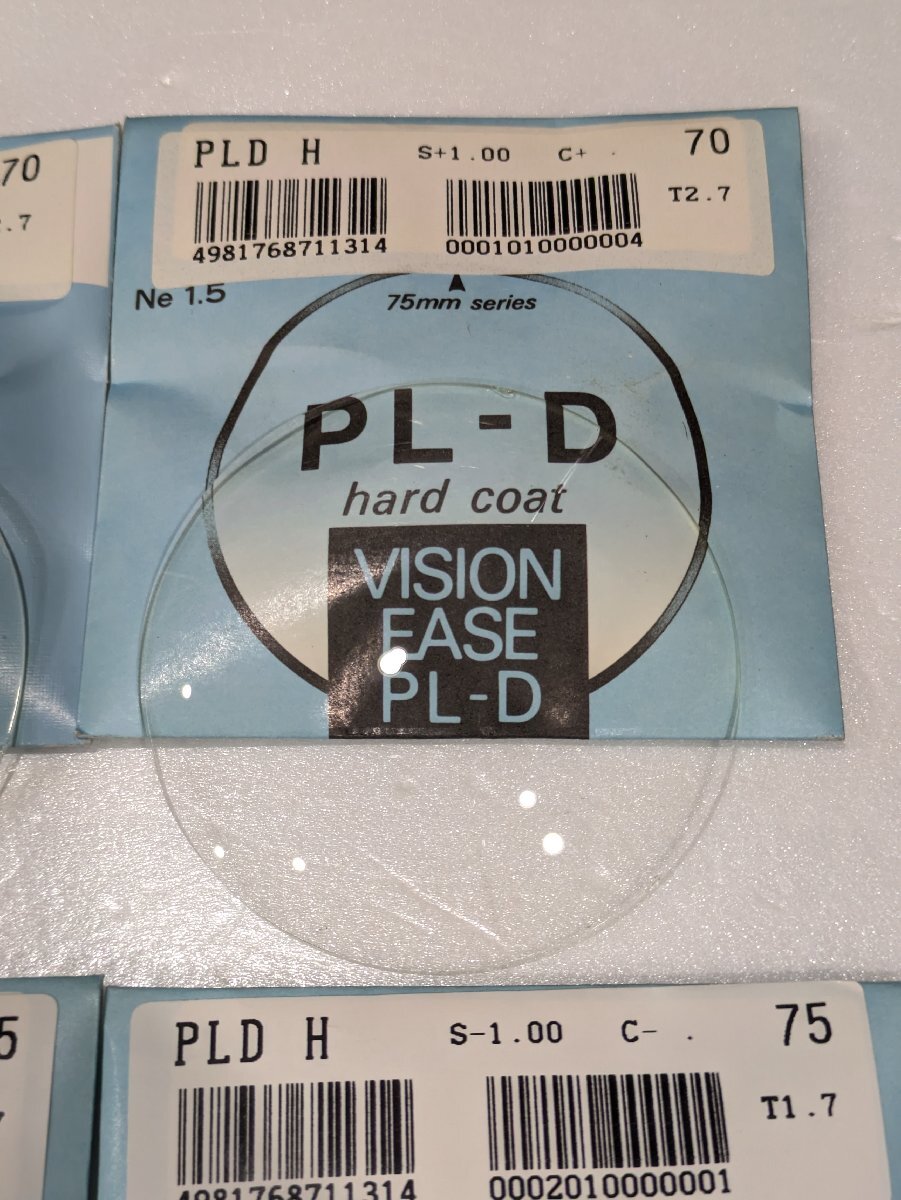 70
.7
PLD H S+1.00 C+ . 70
T2.7
4981768711314 0001010000004
Ne 1.5
75mm series
PL-D
hard coat
VISION
EASE
PL-D
5
PLD H S-1.00 C- . 75
T1.7
4981768711314 0002010000001